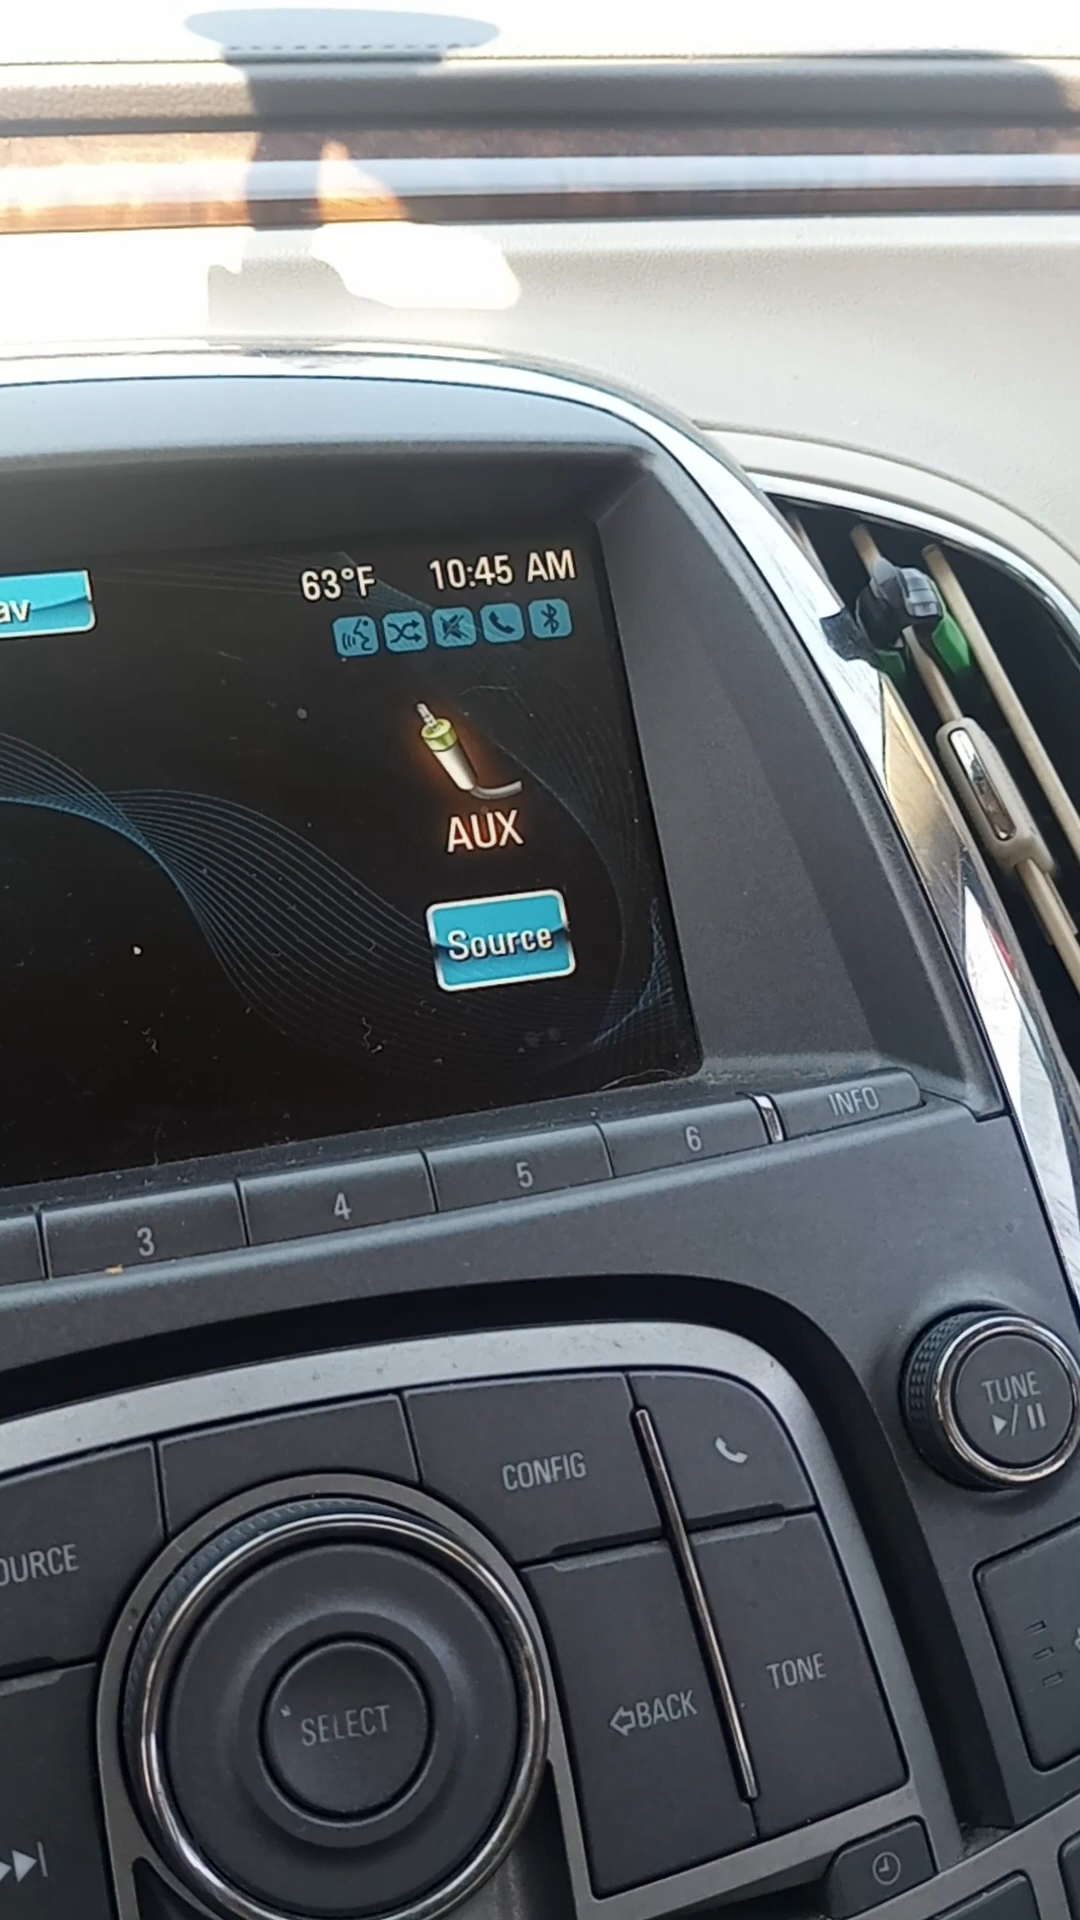 av
63°F 10:45 AM
AUX
Source
INFO
6
5
4
3
TUNE
CONFIG
OURCE
TONE
BACK
SELECT